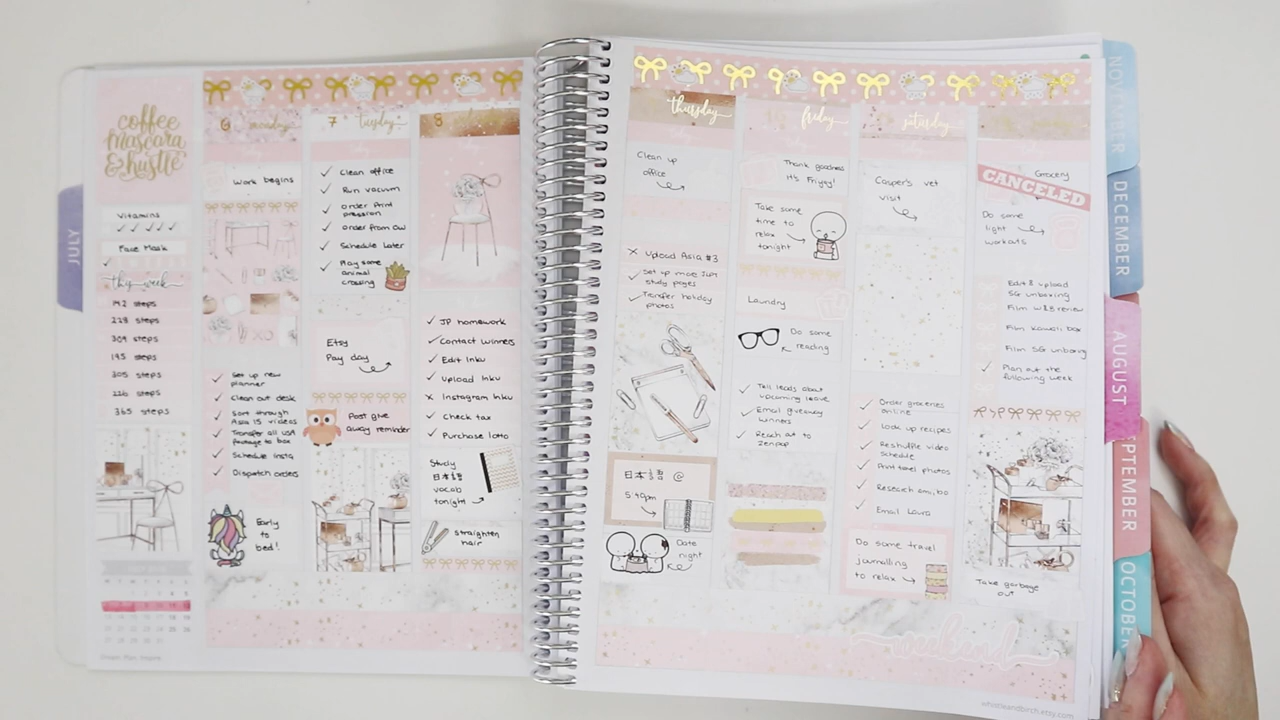 coffee
mascara
& hustle
Vitamins
✓ ✓ ✓ ✓ ✓
Face Mask
✓
this week
142 steps
228 steps
309 steps
195 steps
305 steps
226 steps
365 steps
JULY
6 monday
Work begins
✓ Set up new
planner
✓ Clean out desk
✓ Sort through
Asia 15 videos
✓ Transfer all USA
footage to box
✓ Schedule Insta
✓ Dispatch orders
Early
to
bed!
7 tuesday
✓ Clean office
✓ Run vacuum
✓ Order Print
pression
✓ Order from OW
✓ Schedule later
✓ Play some
animal
crossing
Etsy
Pay day
Post give
away reminder
8
✓ JP homework
✓ Contact winners
✓ Edit Inku
✓ Upload Inku
✓ Instagram Inku
✓ Check tax
✓ Purchase lotto
Study
日本語
vocab
tonight
straighten
hair
thursday
Clean up
office
✗ Upload Asia #3
✓ Set up more JLPT
study pages
✓ Transfer holiday
photos
日本語 @
5:40pm
Date
night
friday
Thank goodness
It's Friyay!
Take some
time to
relax
tonight
Laundry
Do some
reading
✓ Tell leads about
upcoming leave
✓ Email giveaway
winners
✓ Reach out to
Zenpop
saturday
Casper's vet
visit
✓ Order groceries
online
✓ Look up recipes
✓ Reshuffle video
schedule
✓ Print travel photos
✓ Research amiibo
✓ Email Laura
Do some travel
journalling
to relax
Grocery
CANCELED
Do some
light
workouts
Edit & upload
SG unboxing
Film W&B review
Film Kawaii box
Film SG unboxing
✓ Plan out the
following week
Take garbage
out
weekend
whistleandbirch.etsy.com
NOVEMBER
DECEMBER
AUGUST
EPTEMBER
OCTOBER